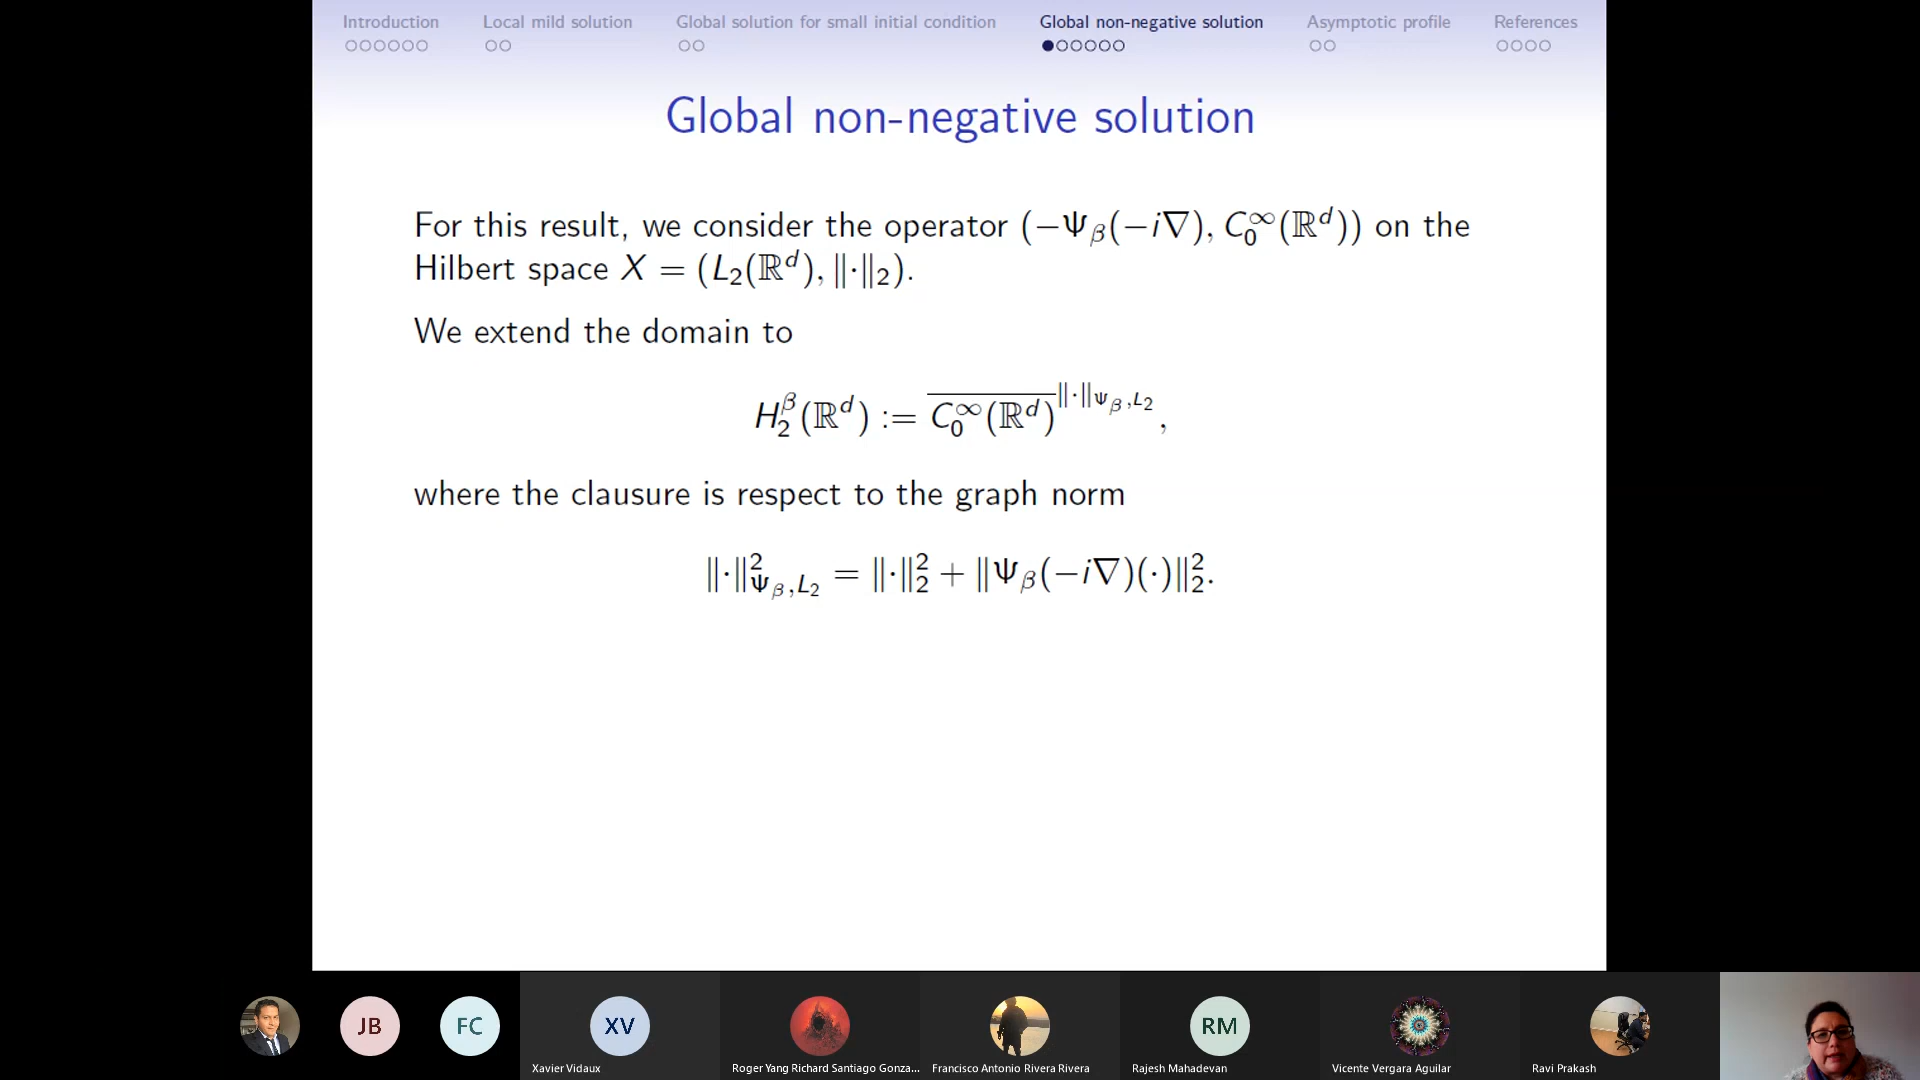 Introduction Local mild solution Global solution for small initial condition Global non-negative solution Asymptotic profile References
Global non-negative solution
For this result, we consider the operator (−Ψ_β(−i∇), C_0^∞(ℝ^d)) on the
Hilbert space X = (L_2(ℝ^d), ‖·‖_2).
We extend the domain to
H_2^β(ℝ^d) := \overline{C_0^∞(ℝ^d)}^{‖·‖_{Ψ_β,L_2}},
where the clausure is respect to the graph norm
‖·‖^2_{Ψ_β,L_2} = ‖·‖_2^2 + ‖Ψ_β(−i∇)(·)‖_2^2.
JB FC XV RM
Xavier Vidaux Roger Yang Richard Santiago Gonza... Francisco Antonio Rivera Rivera Rajesh Mahadevan Vicente Vergara Aguilar Ravi Prakash